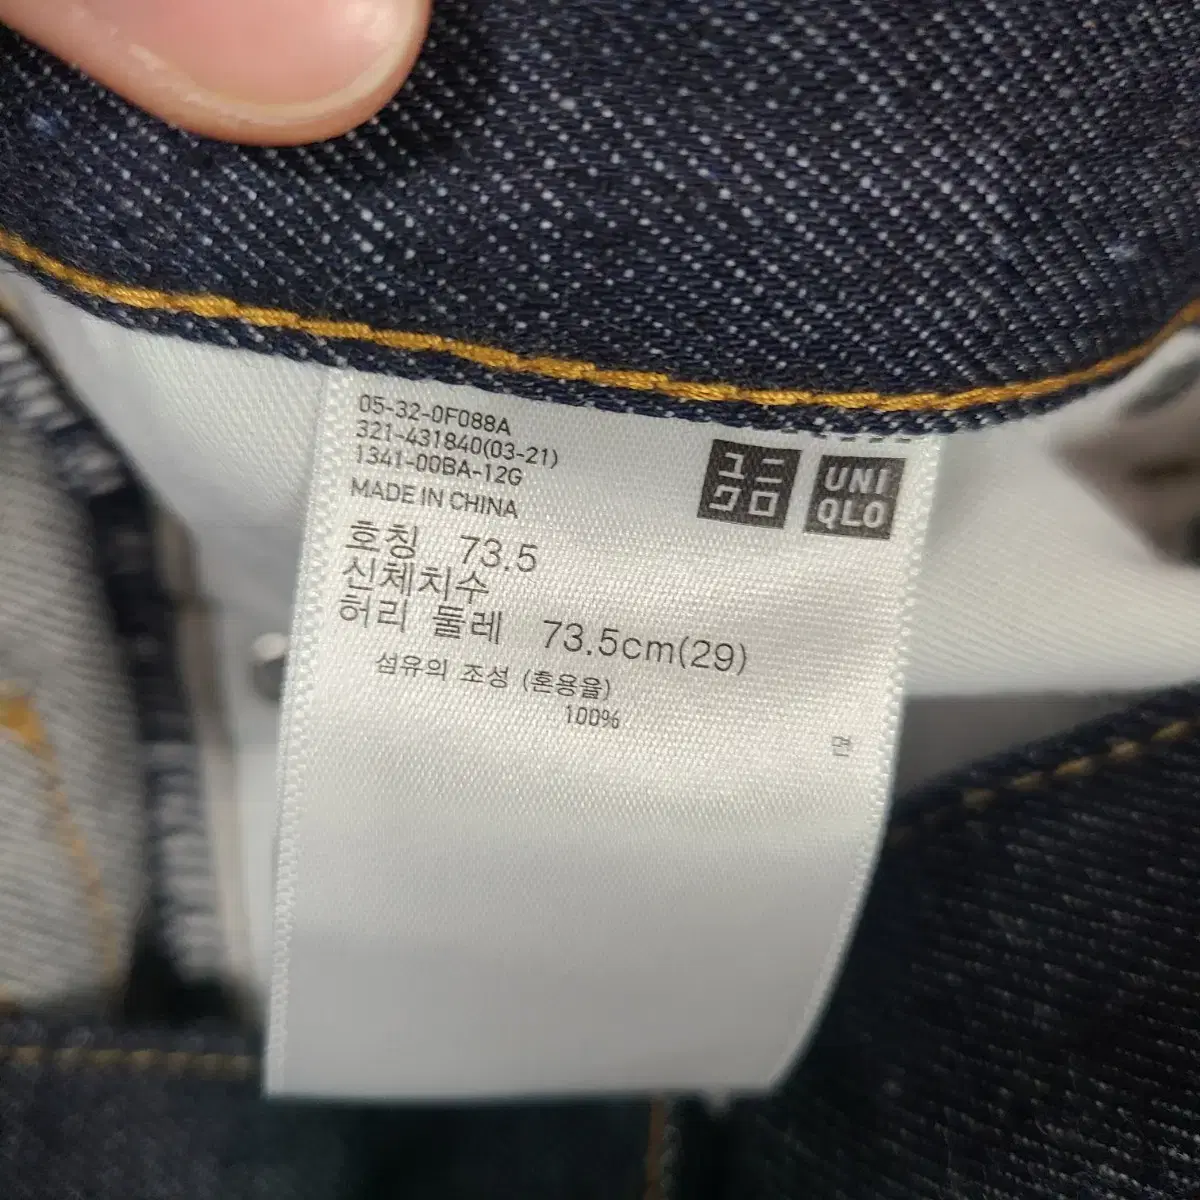 05-32-0F088A
321-431840(03-21)
1341-00BA-12G
MADE IN CHINA
ユニ
クロ
UNI
QLO
호칭 73.5
신체치수
허리 둘레 73.5cm(29)
섬유의 조성 (혼용율)
100%
면